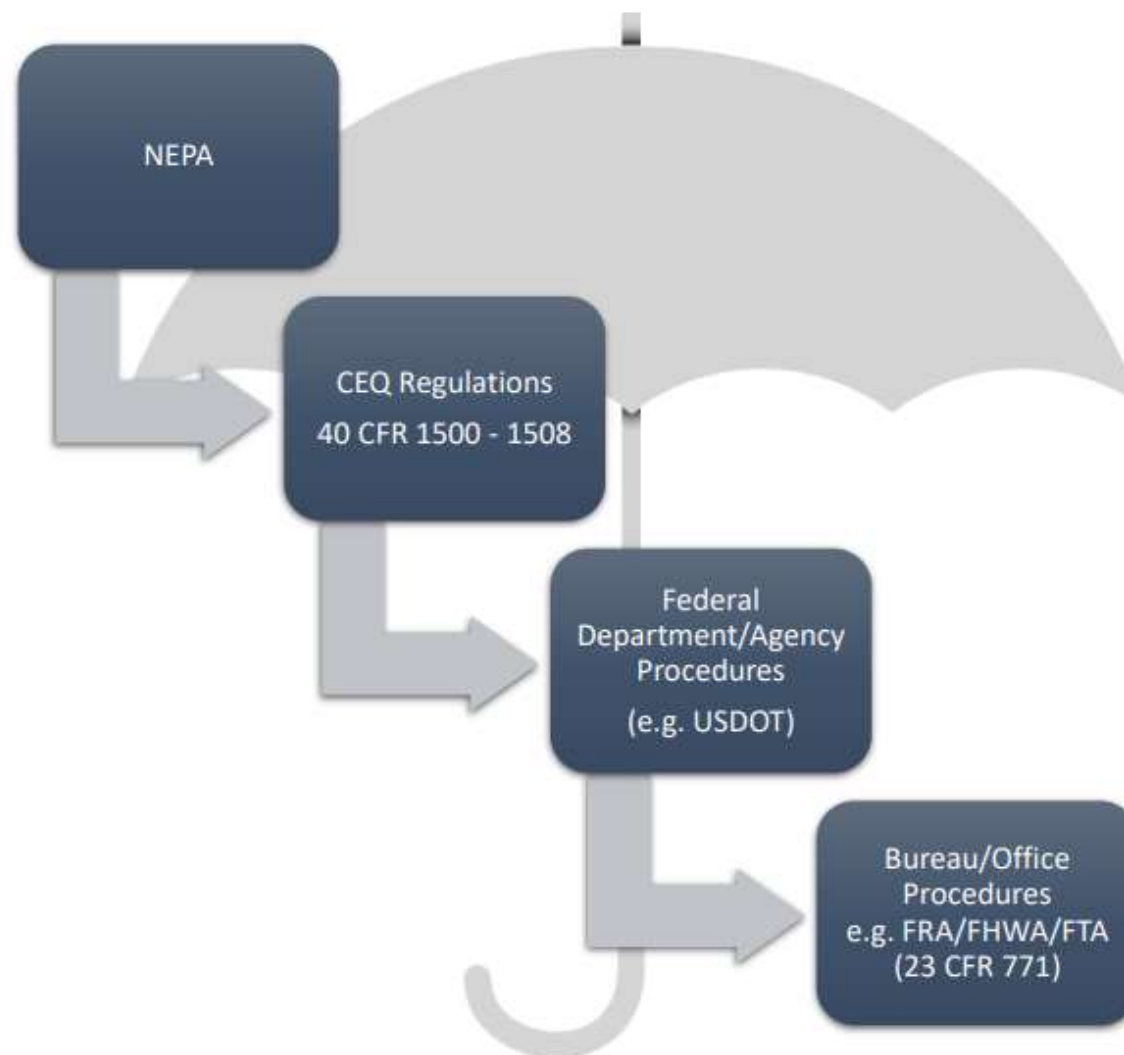 NEPA
CEQ Regulations
40 CFR 1500 - 1508
Federal
Department/Agency
Procedures
(e.g. USDOT)
Bureau/Office
Procedures
e.g. FRA/FHWA/FTA
(23 CFR 771)